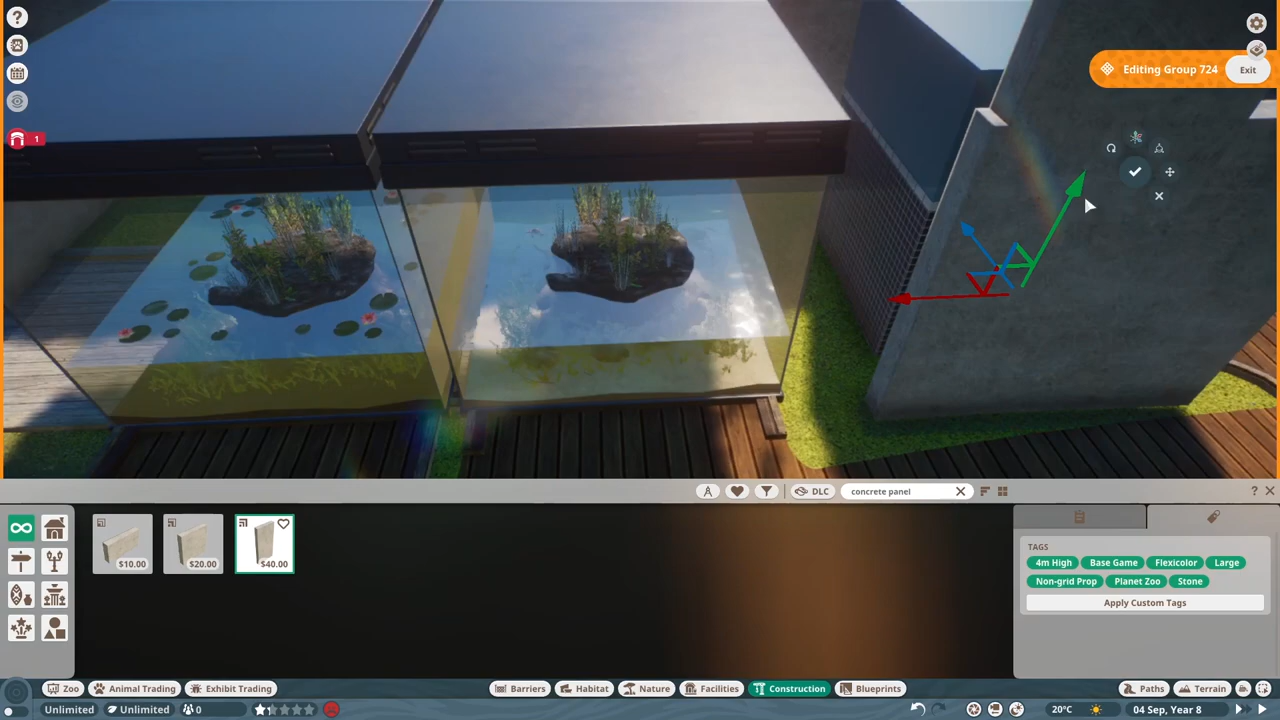 Editing Group 724
Exit
1
DLC
concrete panel
?
$10.00
$20.00
$40.00
TAGS
4m High
Base Game
Flexicolor
Large
Non-grid Prop
Planet Zoo
Stone
Apply Custom Tags
Zoo
Animal Trading
Exhibit Trading
Barriers
Habitat
Nature
Facilities
Construction
Blueprints
Paths
Terrain
Unlimited
Unlimited
0
20°C
04 Sep, Year 8